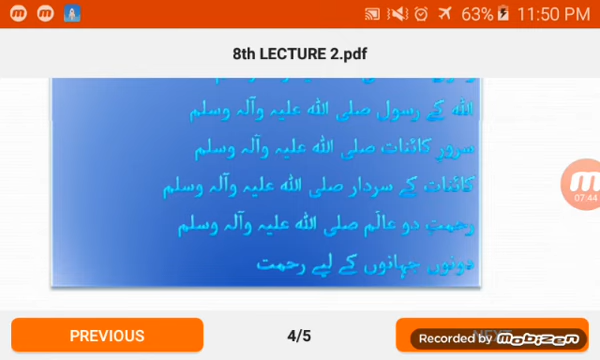 63% 11:50 PM
8th LECTURE 2.pdf
اللہ کے رسول صلی اللہ علیہ وآلہ وسلم
سرورِ کائنات صلی اللہ علیہ وآلہ وسلم
کائنات کے سردار صلی اللہ علیہ وآلہ وسلم
رحمتِ دو عالَم صلی اللہ علیہ وآلہ وسلم
دونوں جہانوں کے لیے رحمت
07:44
PREVIOUS 4/5
Recorded by MOBIZEN